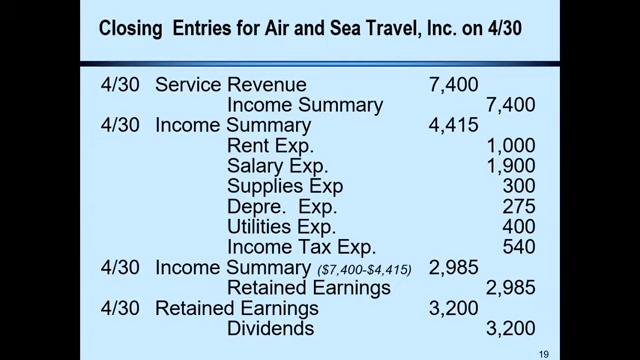 Closing Entries for Air and Sea Travel, Inc. on 4/30
4/30 Service Revenue 7,400
Income Summary 7,400
4/30 Income Summary 4,415
Rent Exp. 1,000
Salary Exp. 1,900
Supplies Exp 300
Depre. Exp. 275
Utilities Exp. 400
Income Tax Exp. 540
4/30 Income Summary ($7,400-$4,415) 2,985
Retained Earnings 2,985
4/30 Retained Earnings 3,200
Dividends 3,200
19